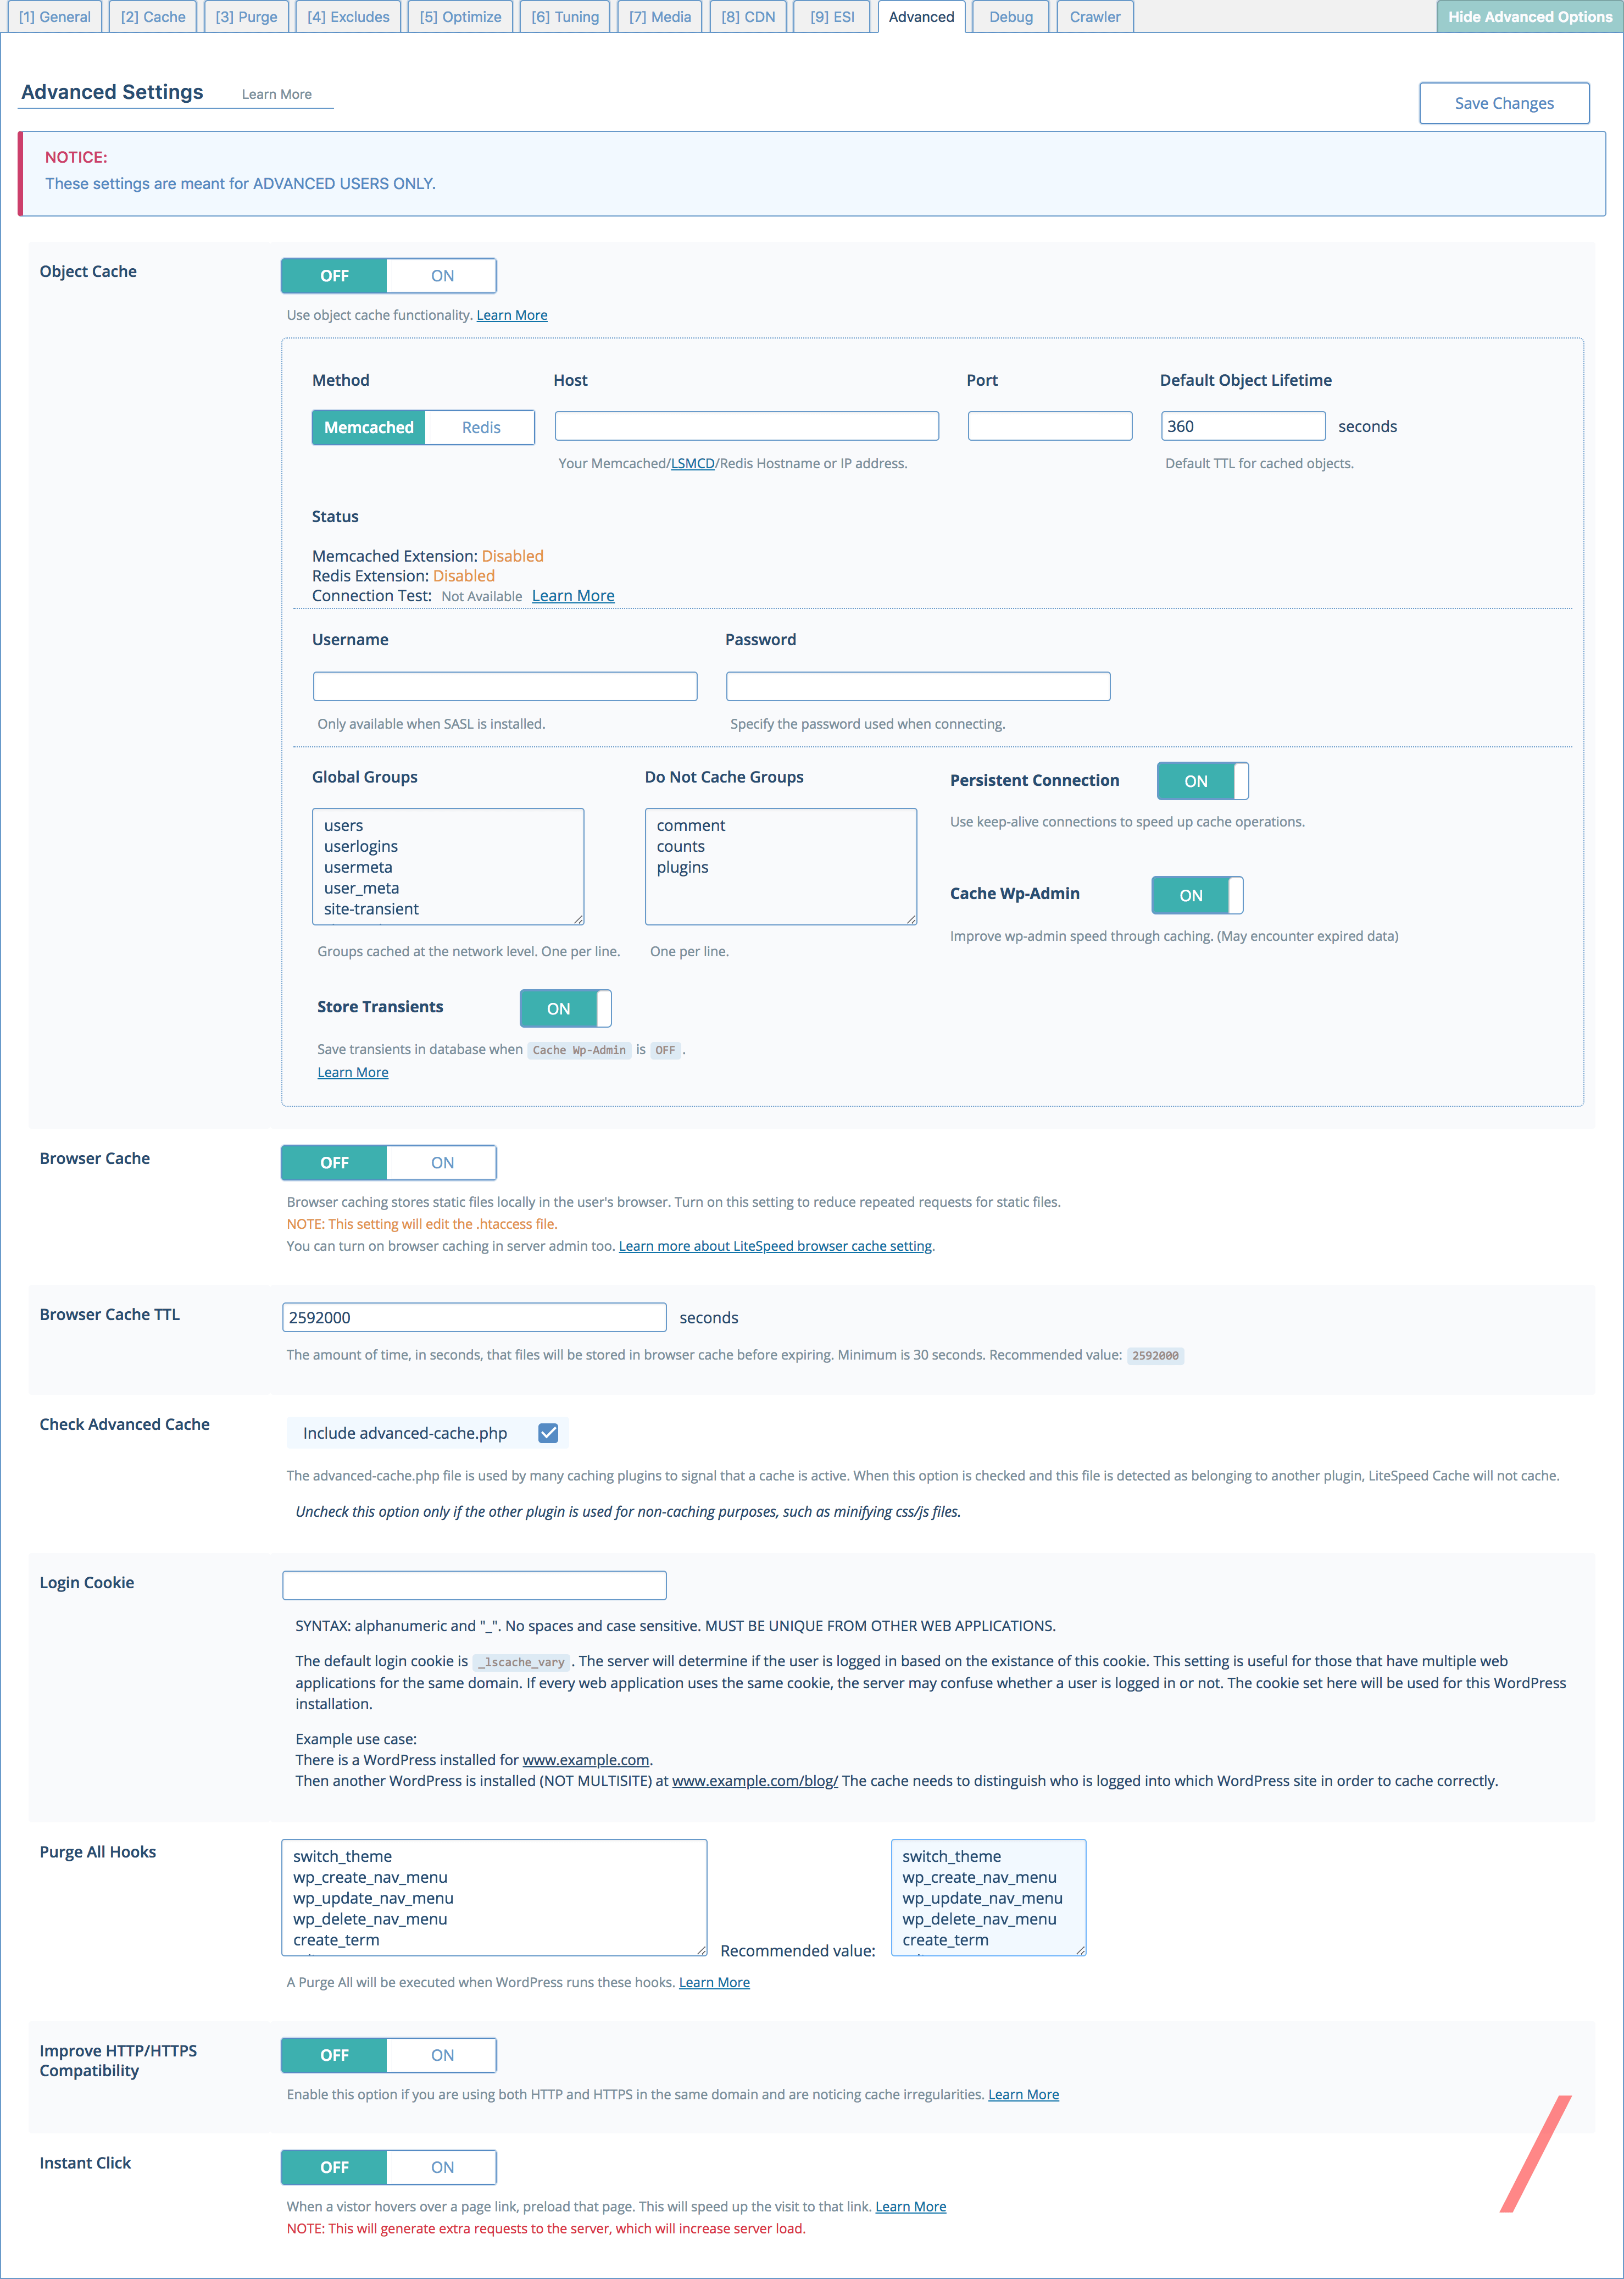 [1] General [2] Cache [3] Purge [4] Excludes [5] Optimize [6] Tuning [7] Media [8] CDN [9] ESI Advanced Debug Crawler Hide Advanced Options
Advanced Settings Learn More
Save Changes
NOTICE:
These settings are meant for ADVANCED USERS ONLY.
Object Cache
OFF ON
Use object cache functionality. Learn More
Method Host Port Default Object Lifetime
Memcached Redis 360 seconds
Your Memcached/LSMCD/Redis Hostname or IP address. Default TTL for cached objects.
Status
Memcached Extension: Disabled
Redis Extension: Disabled
Connection Test: Not Available Learn More
Username Password
Only available when SASL is installed. Specify the password used when connecting.
Global Groups
users
userlogins
usermeta
user_meta
site-transient
Groups cached at the network level. One per line.
Do Not Cache Groups
comment
counts
plugins
One per line.
Persistent Connection ON
Use keep-alive connections to speed up cache operations.
Cache Wp-Admin ON
Improve wp-admin speed through caching. (May encounter expired data)
Store Transients ON
Save transients in database when Cache Wp-Admin is OFF .
Learn More
Browser Cache
OFF ON
Browser caching stores static files locally in the user's browser. Turn on this setting to reduce repeated requests for static files.
NOTE: This setting will edit the .htaccess file.
You can turn on browser caching in server admin too. Learn more about LiteSpeed browser cache setting.
Browser Cache TTL
2592000 seconds
The amount of time, in seconds, that files will be stored in browser cache before expiring. Minimum is 30 seconds. Recommended value: 2592000
Check Advanced Cache
Include advanced-cache.php
The advanced-cache.php file is used by many caching plugins to signal that a cache is active. When this option is checked and this file is detected as belonging to another plugin, LiteSpeed Cache will not cache.
Uncheck this option only if the other plugin is used for non-caching purposes, such as minifying css/js files.
Login Cookie
SYNTAX: alphanumeric and "_". No spaces and case sensitive. MUST BE UNIQUE FROM OTHER WEB APPLICATIONS.
The default login cookie is _lscache_vary . The server will determine if the user is logged in based on the existance of this cookie. This setting is useful for those that have multiple web
applications for the same domain. If every web application uses the same cookie, the server may confuse whether a user is logged in or not. The cookie set here will be used for this WordPress
installation.
Example use case:
There is a WordPress installed for www.example.com.
Then another WordPress is installed (NOT MULTISITE) at www.example.com/blog/ The cache needs to distinguish who is logged into which WordPress site in order to cache correctly.
Purge All Hooks
switch_theme
wp_create_nav_menu
wp_update_nav_menu
wp_delete_nav_menu
create_term
Recommended value:
switch_theme
wp_create_nav_menu
wp_update_nav_menu
wp_delete_nav_menu
create_term
A Purge All will be executed when WordPress runs these hooks. Learn More
Improve HTTP/HTTPS
Compatibility
OFF ON
Enable this option if you are using both HTTP and HTTPS in the same domain and are noticing cache irregularities. Learn More
Instant Click
OFF ON
When a vistor hovers over a page link, preload that page. This will speed up the visit to that link. Learn More
NOTE: This will generate extra requests to the server, which will increase server load.